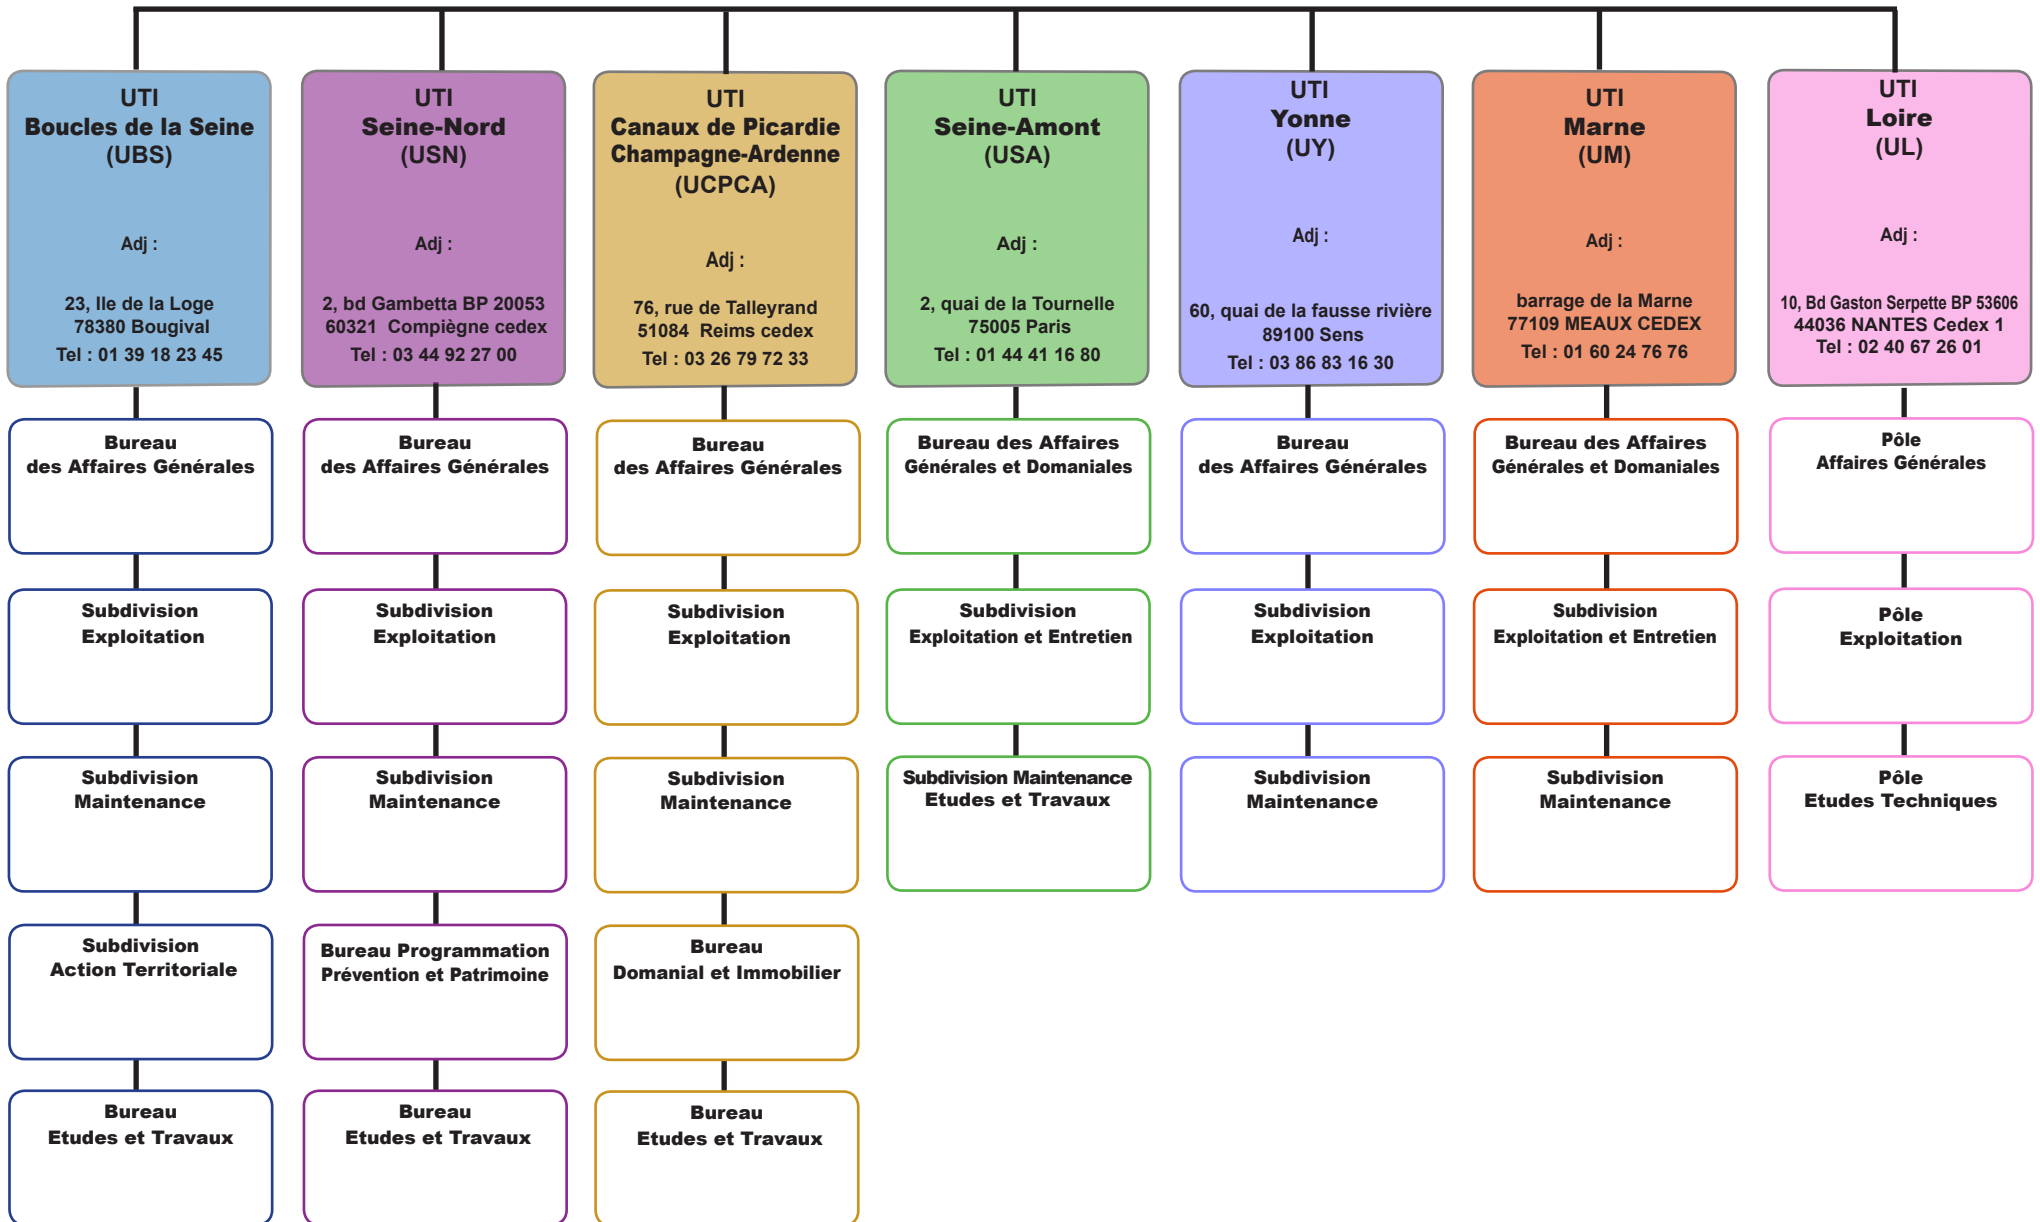 UTI
Boucles de la Seine
(UBS)
Adj :
23, Ile de la Loge
78380 Bougival
Tel : 01 39 18 23 45
UTI
Seine-Nord
(USN)
Adj :
2, bd Gambetta BP 20053
60321 Compiègne cedex
Tel : 03 44 92 27 00
UTI
Canaux de Picardie
Champagne-Ardenne
(UCPCA)
Adj :
76, rue de Talleyrand
51084 Reims cedex
Tel : 03 26 79 72 33
UTI
Seine-Amont
(USA)
Adj :
2, quai de la Tournelle
75005 Paris
Tel : 01 44 41 16 80
UTI
Yonne
(UY)
Adj :
60, quai de la fausse rivière
89100 Sens
Tel : 03 86 83 16 30
UTI
Marne
(UM)
Adj :
barrage de la Marne
77109 MEAUX CEDEX
Tel : 01 60 24 76 76
UTI
Loire
(UL)
Adj :
10, Bd Gaston Serpette BP 53606
44036 NANTES Cedex 1
Tel : 02 40 67 26 01
Bureau
des Affaires Générales
Bureau
des Affaires Générales
Bureau
des Affaires Générales
Bureau des Affaires
Générales et Domaniales
Bureau
des Affaires Générales
Bureau des Affaires
Générales et Domaniales
Pôle
Affaires Générales
Subdivision
Exploitation
Subdivision
Exploitation
Subdivision
Exploitation
Subdivision
Exploitation et Entretien
Subdivision
Exploitation
Subdivision
Exploitation et Entretien
Pôle
Exploitation
Subdivision
Maintenance
Subdivision
Maintenance
Subdivision
Maintenance
Subdivision Maintenance
Etudes et Travaux
Subdivision
Maintenance
Subdivision
Maintenance
Pôle
Etudes Techniques
Subdivision
Action Territoriale
Bureau Programmation
Prévention et Patrimoine
Bureau
Domanial et Immobilier
Bureau
Etudes et Travaux
Bureau
Etudes et Travaux
Bureau
Etudes et Travaux